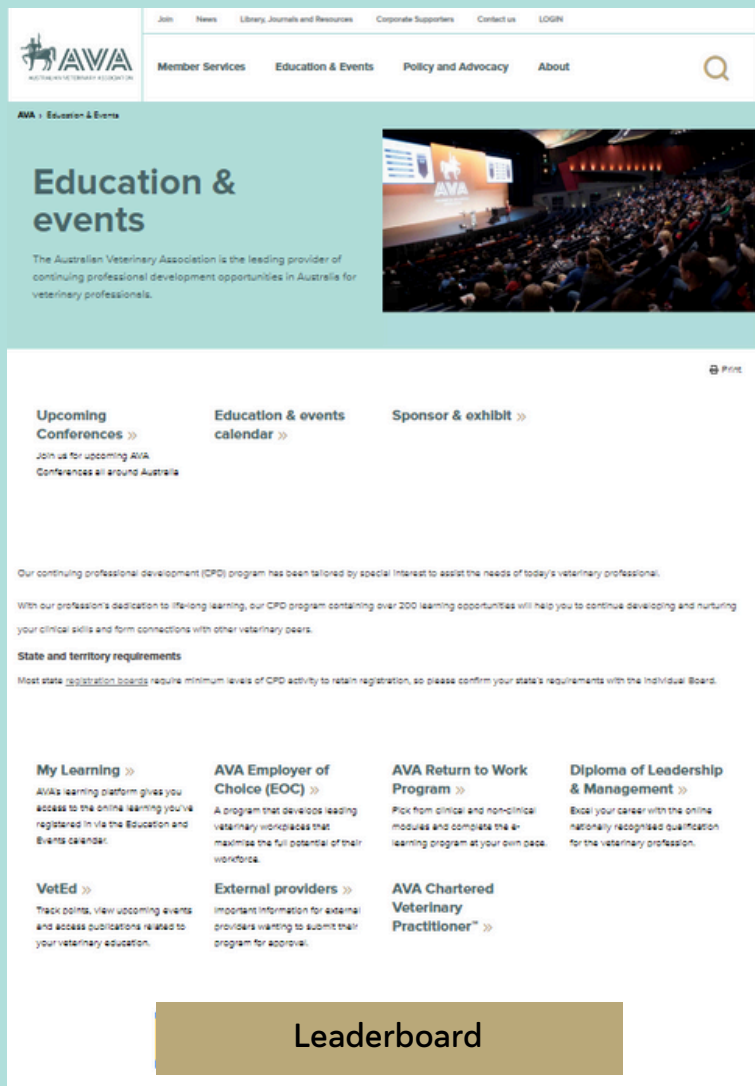 Join News Library, Journals and Resources Corporate Supporters Contact us LOGIN
AVA
AUSTRALIAN VETERINARY ASSOCIATION
Member Services Education & Events Policy and Advocacy About
AVA › Education & Events
Education &
events
The Australian Veterinary Association is the leading provider of
continuing professional development opportunities in Australia for
veterinary professionals.
AVA
Print
Upcoming
Conferences »
Join us for upcoming AVA
Conferences all around Australia
Education & events
calendar »
Sponsor & exhibit »
Our continuing professional development (CPD) program has been tailored by special interest to assist the needs of today's veterinary professional.
With our profession's dedication to life-long learning, our CPD program containing over 200 learning opportunities will help you to continue developing and nurturing
your clinical skills and form connections with other veterinary peers.
State and territory requirements
Most state registration boards require minimum levels of CPD activity to retain registration, so please confirm your state's requirements with the individual Board.
My Learning »
AVA's learning platform gives you
access to the online learning you've
registered in via the Education and
Events calendar.
AVA Employer of
Choice (EOC) »
A program that develops leading
veterinary workplaces that
maximise the full potential of their
workforce.
AVA Return to Work
Program »
Pick from clinical and non-clinical
modules and complete the e-
learning program at your own pace.
Diploma of Leadership
& Management »
Excel your career with the online
nationally recognised qualification
for the veterinary profession.
VetEd »
Track points, view upcoming events
and access publications related to
your veterinary education.
External providers »
Important information for external
providers wanting to submit their
program for approval.
AVA Chartered
Veterinary
Practitioner™ »
Leaderboard